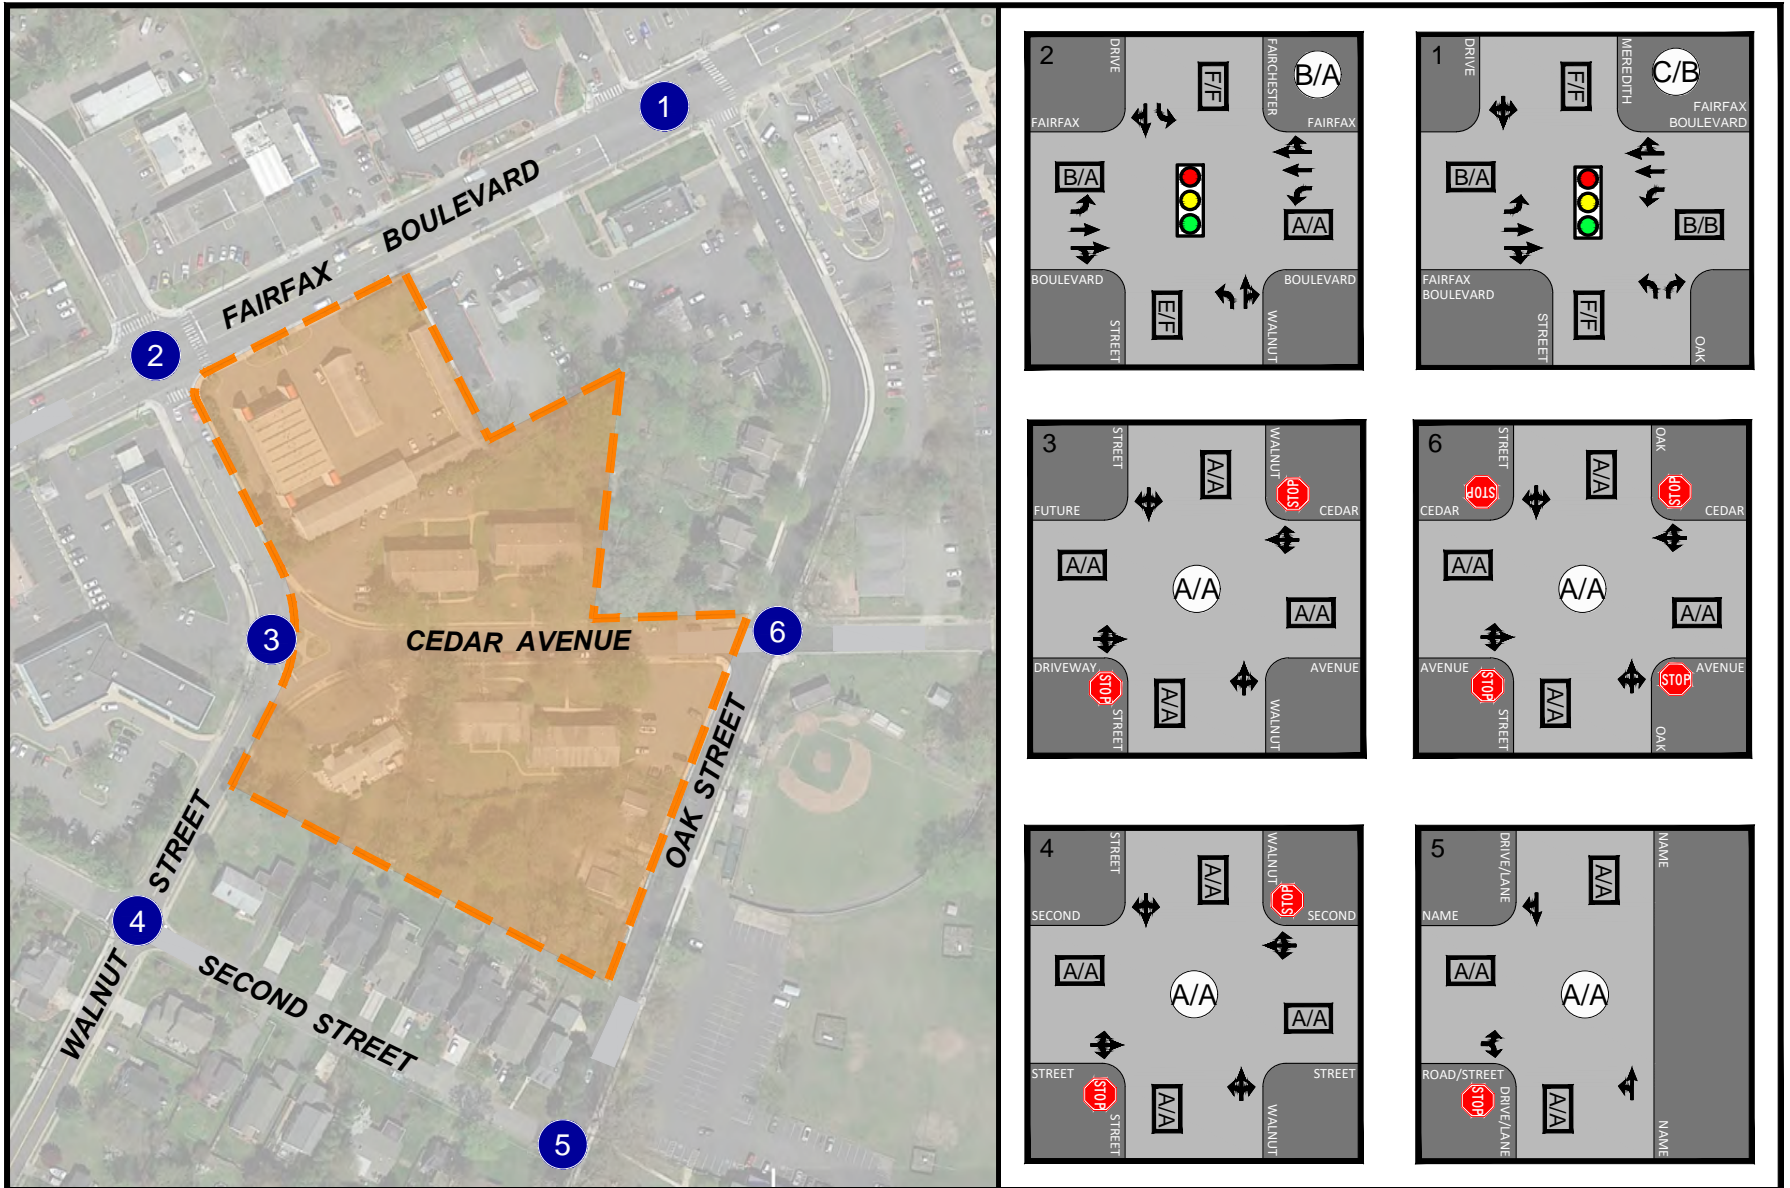 1
FAIRFAX BOULEVARD
2
3
CEDAR AVENUE
6
OAK STREET
WALNUT STREET
4
SECOND STREET
5
2
DRIVE
F/F
FAIRCHESTER
B/A
FAIRFAX
FAIRFAX
B/A
A/A
BOULEVARD
BOULEVARD
STREET
E/F
WALNUT
1
DRIVE
F/F
MEREDITH
C/B
FAIRFAX
BOULEVARD
B/A
B/B
FAIRFAX
BOULEVARD
STREET
F/F
OAK
3
STREET
A/A
WALNUT
STOP
FUTURE
CEDAR
A/A
A/A
A/A
DRIVEWAY
AVENUE
STOP
STREET
A/A
WALNUT
6
STREET
A/A
OAK
STOP
STOP
CEDAR
CEDAR
A/A
A/A
A/A
AVENUE
AVENUE
STOP
STOP
STREET
A/A
OAK
4
STREET
A/A
WALNUT
STOP
SECOND
SECOND
A/A
A/A
A/A
STREET
STREET
STOP
STREET
A/A
WALNUT
5
DRIVE/LANE
A/A
NAME
NAME
A/A
A/A
ROAD/STREET
STOP
DRIVE/LANE
A/A
NAME